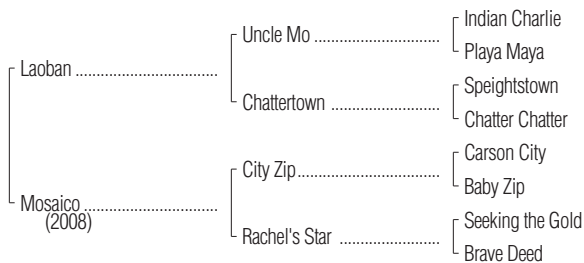 Indian Charlie
Uncle Mo ..............................
Playa Maya
Laoban ..................................
Speightstown
Chattertown ..........................
Chatter Chatter
Carson City
City Zip..................................
Baby Zip
Mosaico................................
(2008)
Seeking the Gold
Rachel's Star .......................
Brave Deed